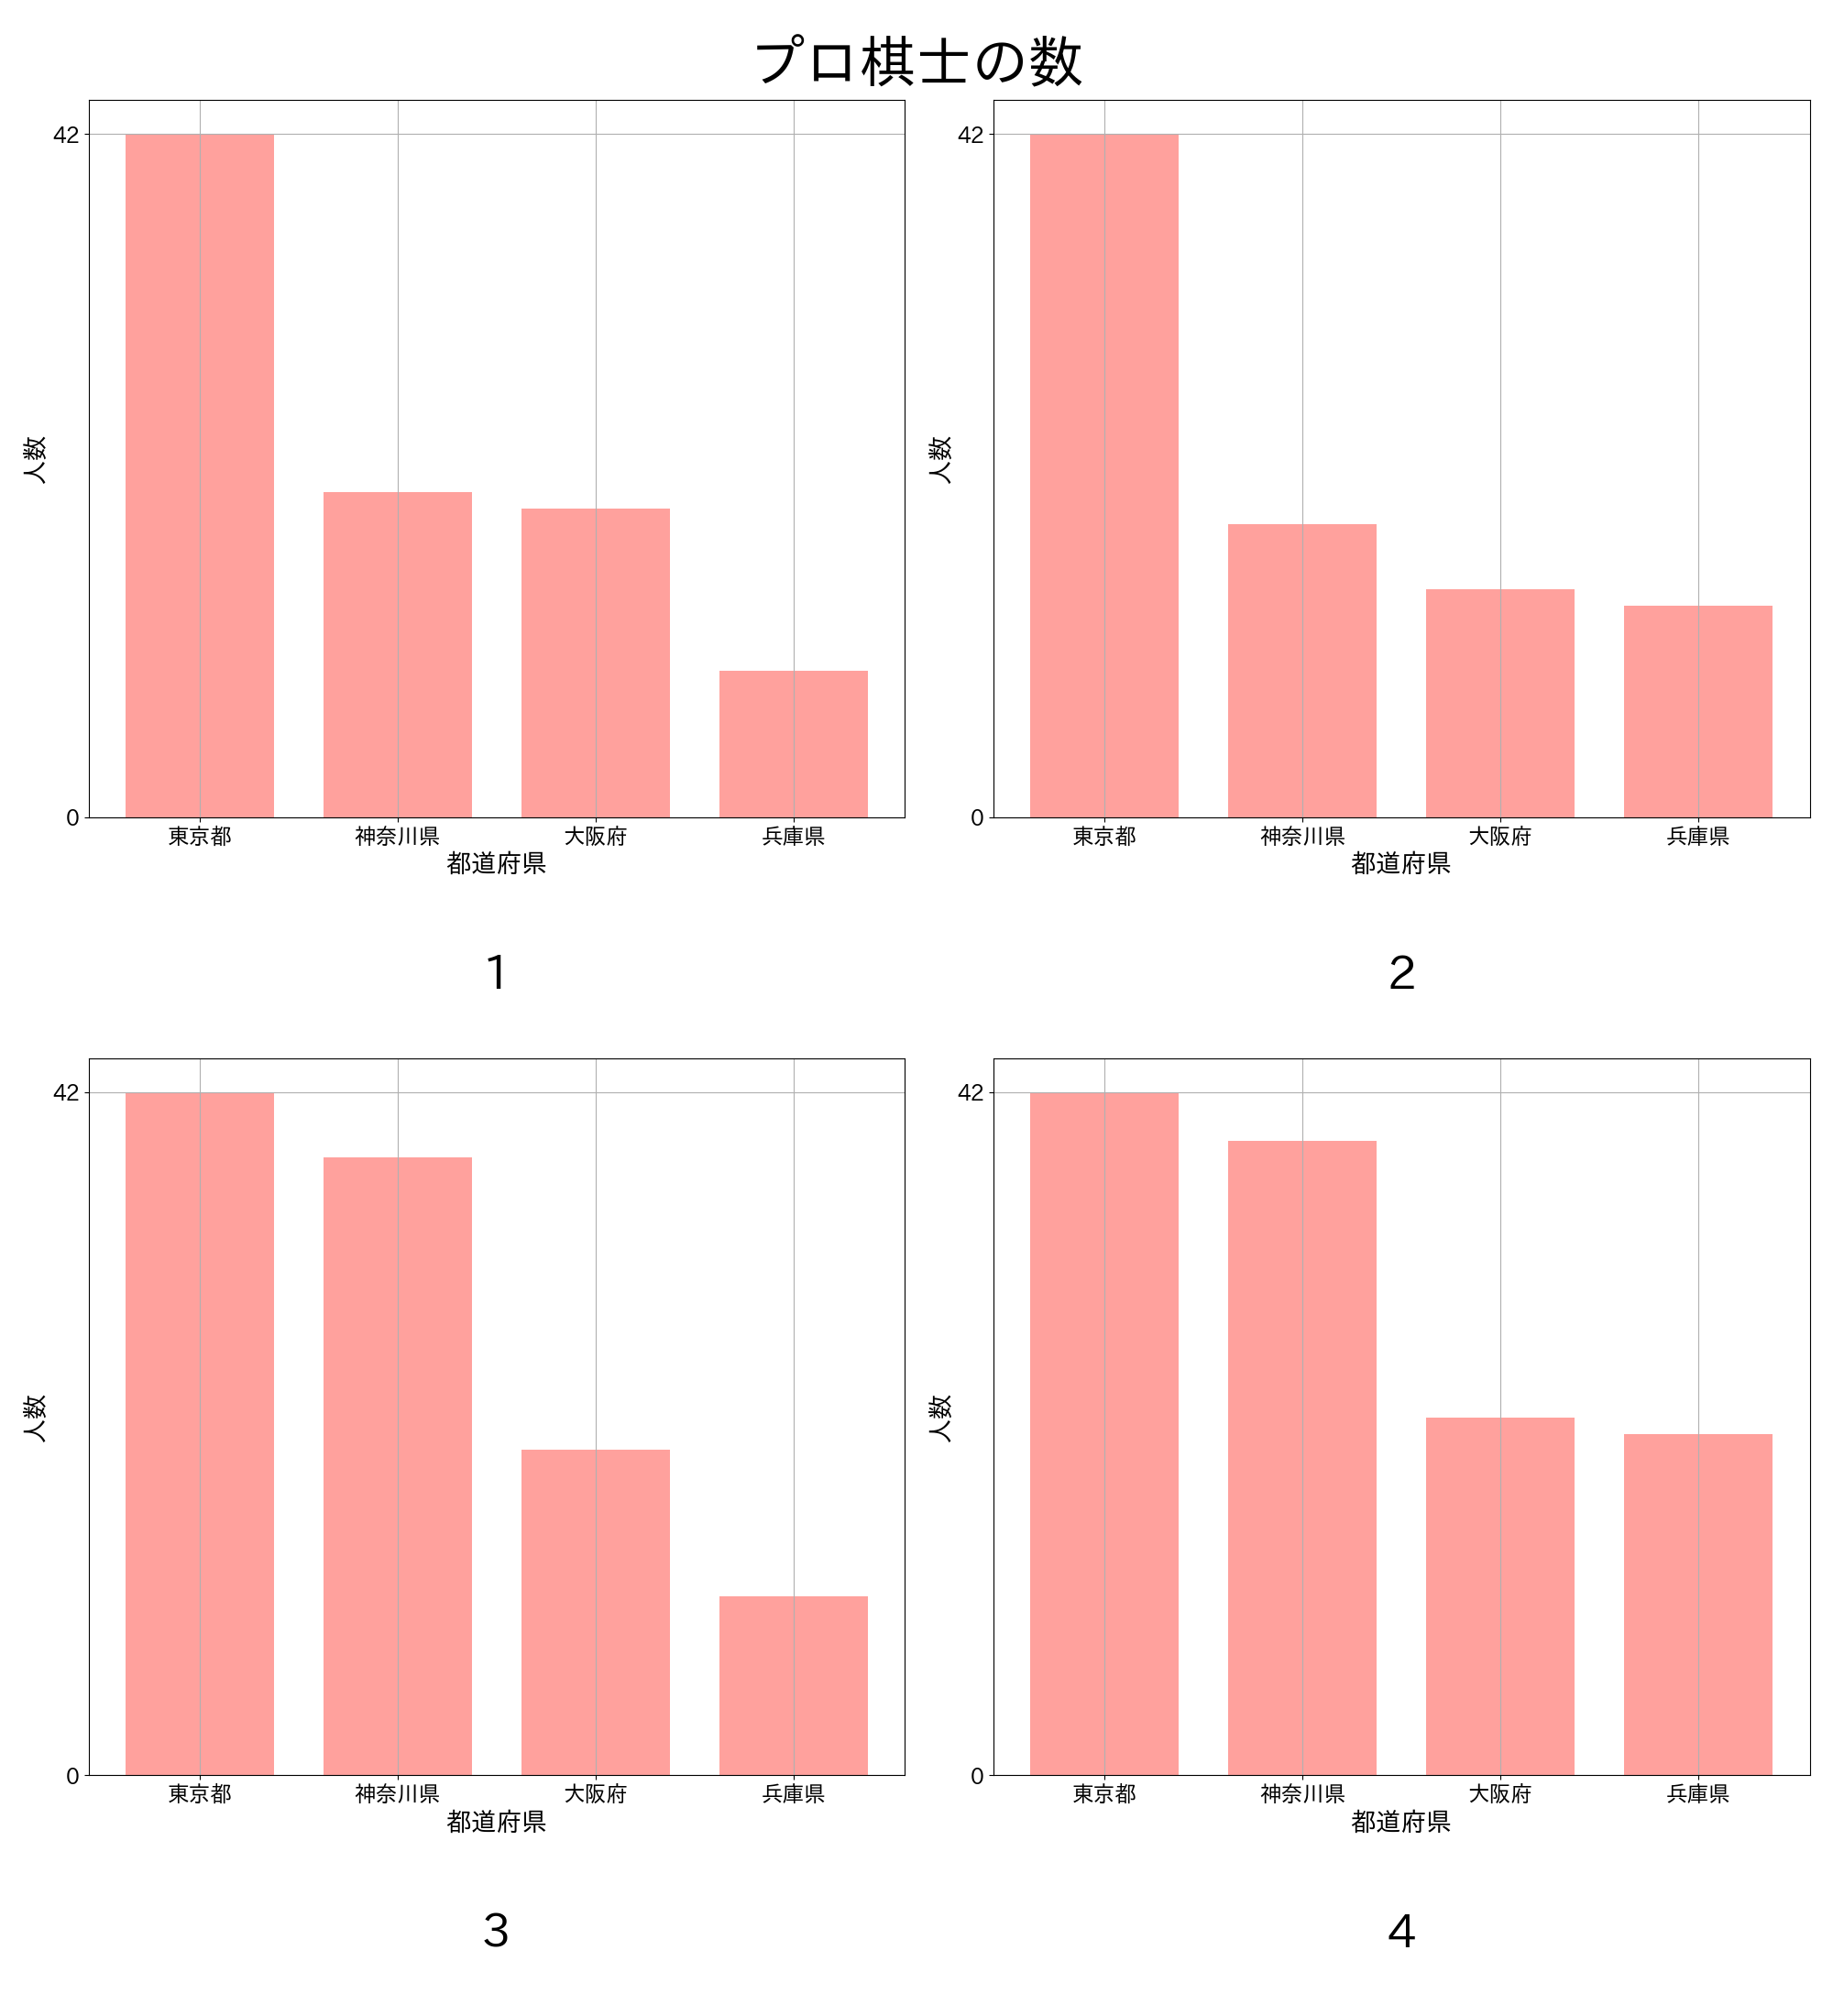 プロ棋士の数
42
0
人数
東京都 神奈川県 大阪府 兵庫県
都道府県
1
42
0
人数
東京都 神奈川県 大阪府 兵庫県
都道府県
2
42
0
人数
東京都 神奈川県 大阪府 兵庫県
都道府県
3
42
0
人数
東京都 神奈川県 大阪府 兵庫県
都道府県
4